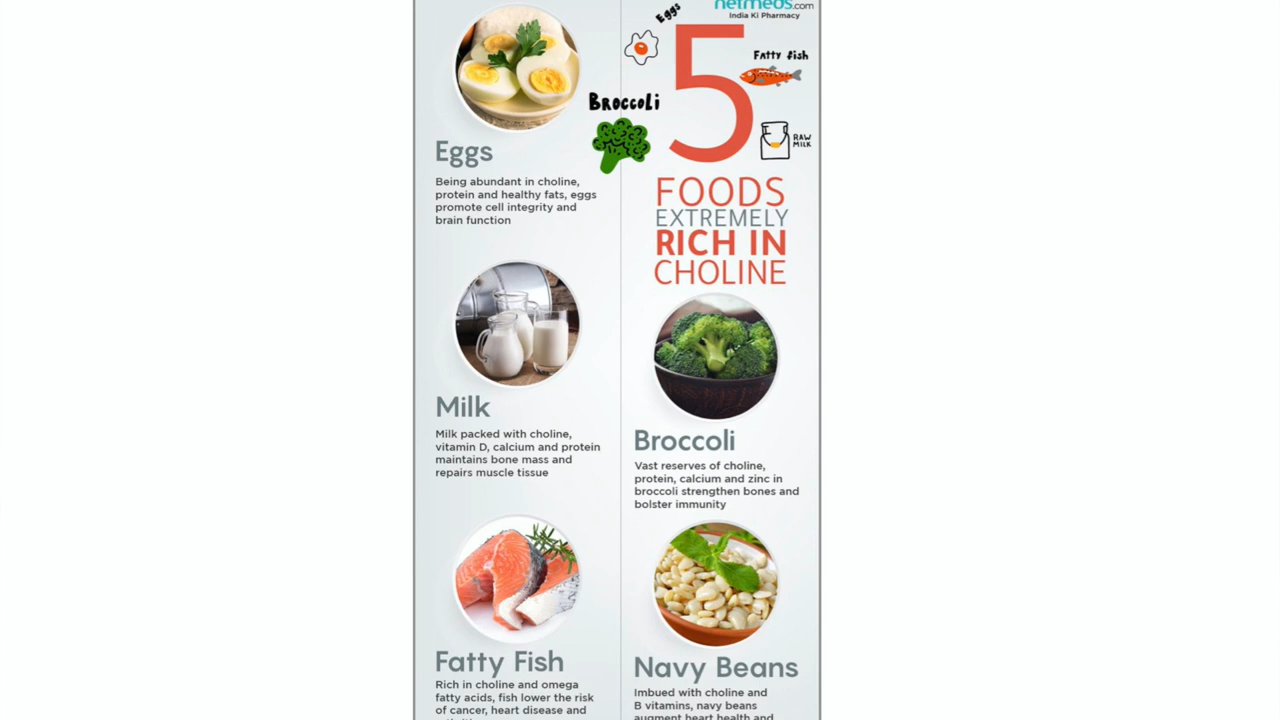 netmeds.com
India Ki Pharmacy
Eggs
Fatty fish
BROCCOLI
RAW
MILK
5
FOODS
EXTREMELY
RICH IN
CHOLINE
Eggs
Being abundant in choline,
protein and healthy fats, eggs
promote cell integrity and
brain function
Milk
Milk packed with choline,
vitamin D, calcium and protein
maintains bone mass and
repairs muscle tissue
Fatty Fish
Rich in choline and omega
fatty acids, fish lower the risk
of cancer, heart disease and
Broccoli
Vast reserves of choline,
protein, calcium and zinc in
broccoli strengthen bones and
bolster immunity
Navy Beans
Imbued with choline and
B vitamins, navy beans
augment heart health and